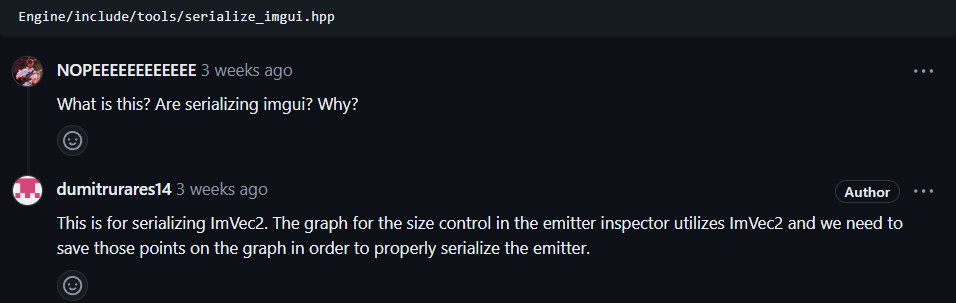 Engine/include/tools/serialize_imgui.hpp
NOPEEEEEEEEEEEE 3 weeks ago
What is this? Are serializing imgui? Why?
dumitrurares14 3 weeks ago
Author
This is for serializing ImVec2. The graph for the size control in the emitter inspector utilizes ImVec2 and we need to
save those points on the graph in order to properly serialize the emitter.